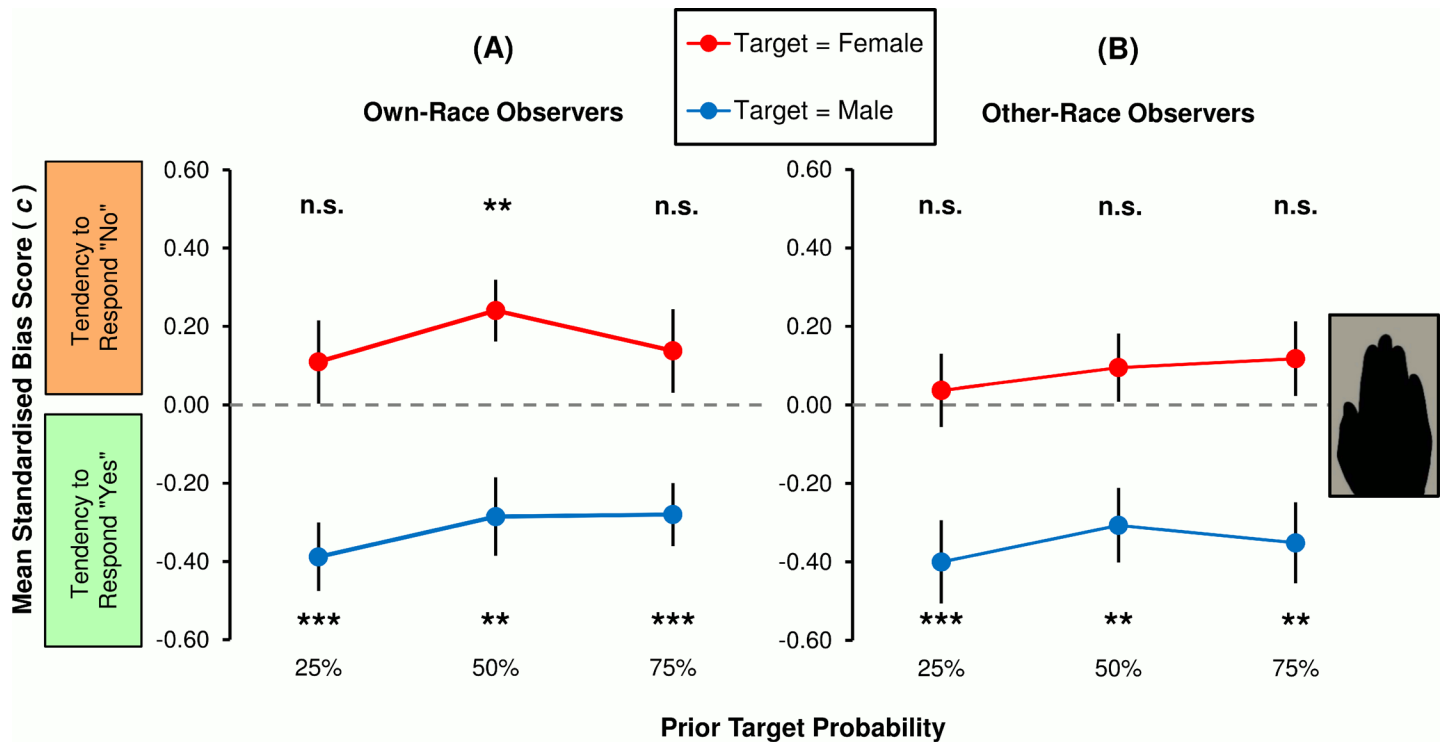 (A)
Own-Race Observers
Target = Female
Target = Male
(B)
Other-Race Observers
Mean Standardised Bias Score ( c )
Tendency to
Respond "No"
Tendency to
Respond "Yes"
0.60
0.40
0.20
0.00
-0.20
-0.40
-0.60
n.s.
**
n.s.
***
**
***
25%
50%
75%
0.60
0.40
0.20
0.00
-0.20
-0.40
-0.60
n.s.
n.s.
n.s.
***
**
**
25%
50%
75%
Prior Target Probability